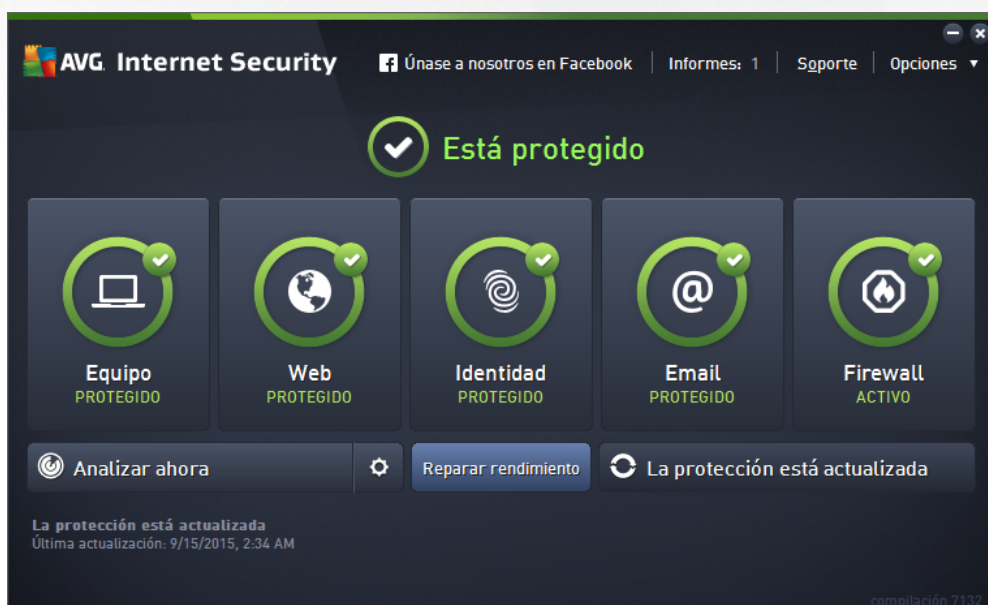 AVG. Internet Security
Únase a nosotros en Facebook
Informes: 1
Soporte
Opciones
Está protegido
Equipo
PROTEGIDO
Web
PROTEGIDO
Identidad
PROTEGIDO
Email
PROTEGIDO
Firewall
ACTIVO
Analizar ahora
Reparar rendimiento
La protección está actualizada
La protección está actualizada
Última actualización: 9/15/2015, 2:34 AM
compilación 7132